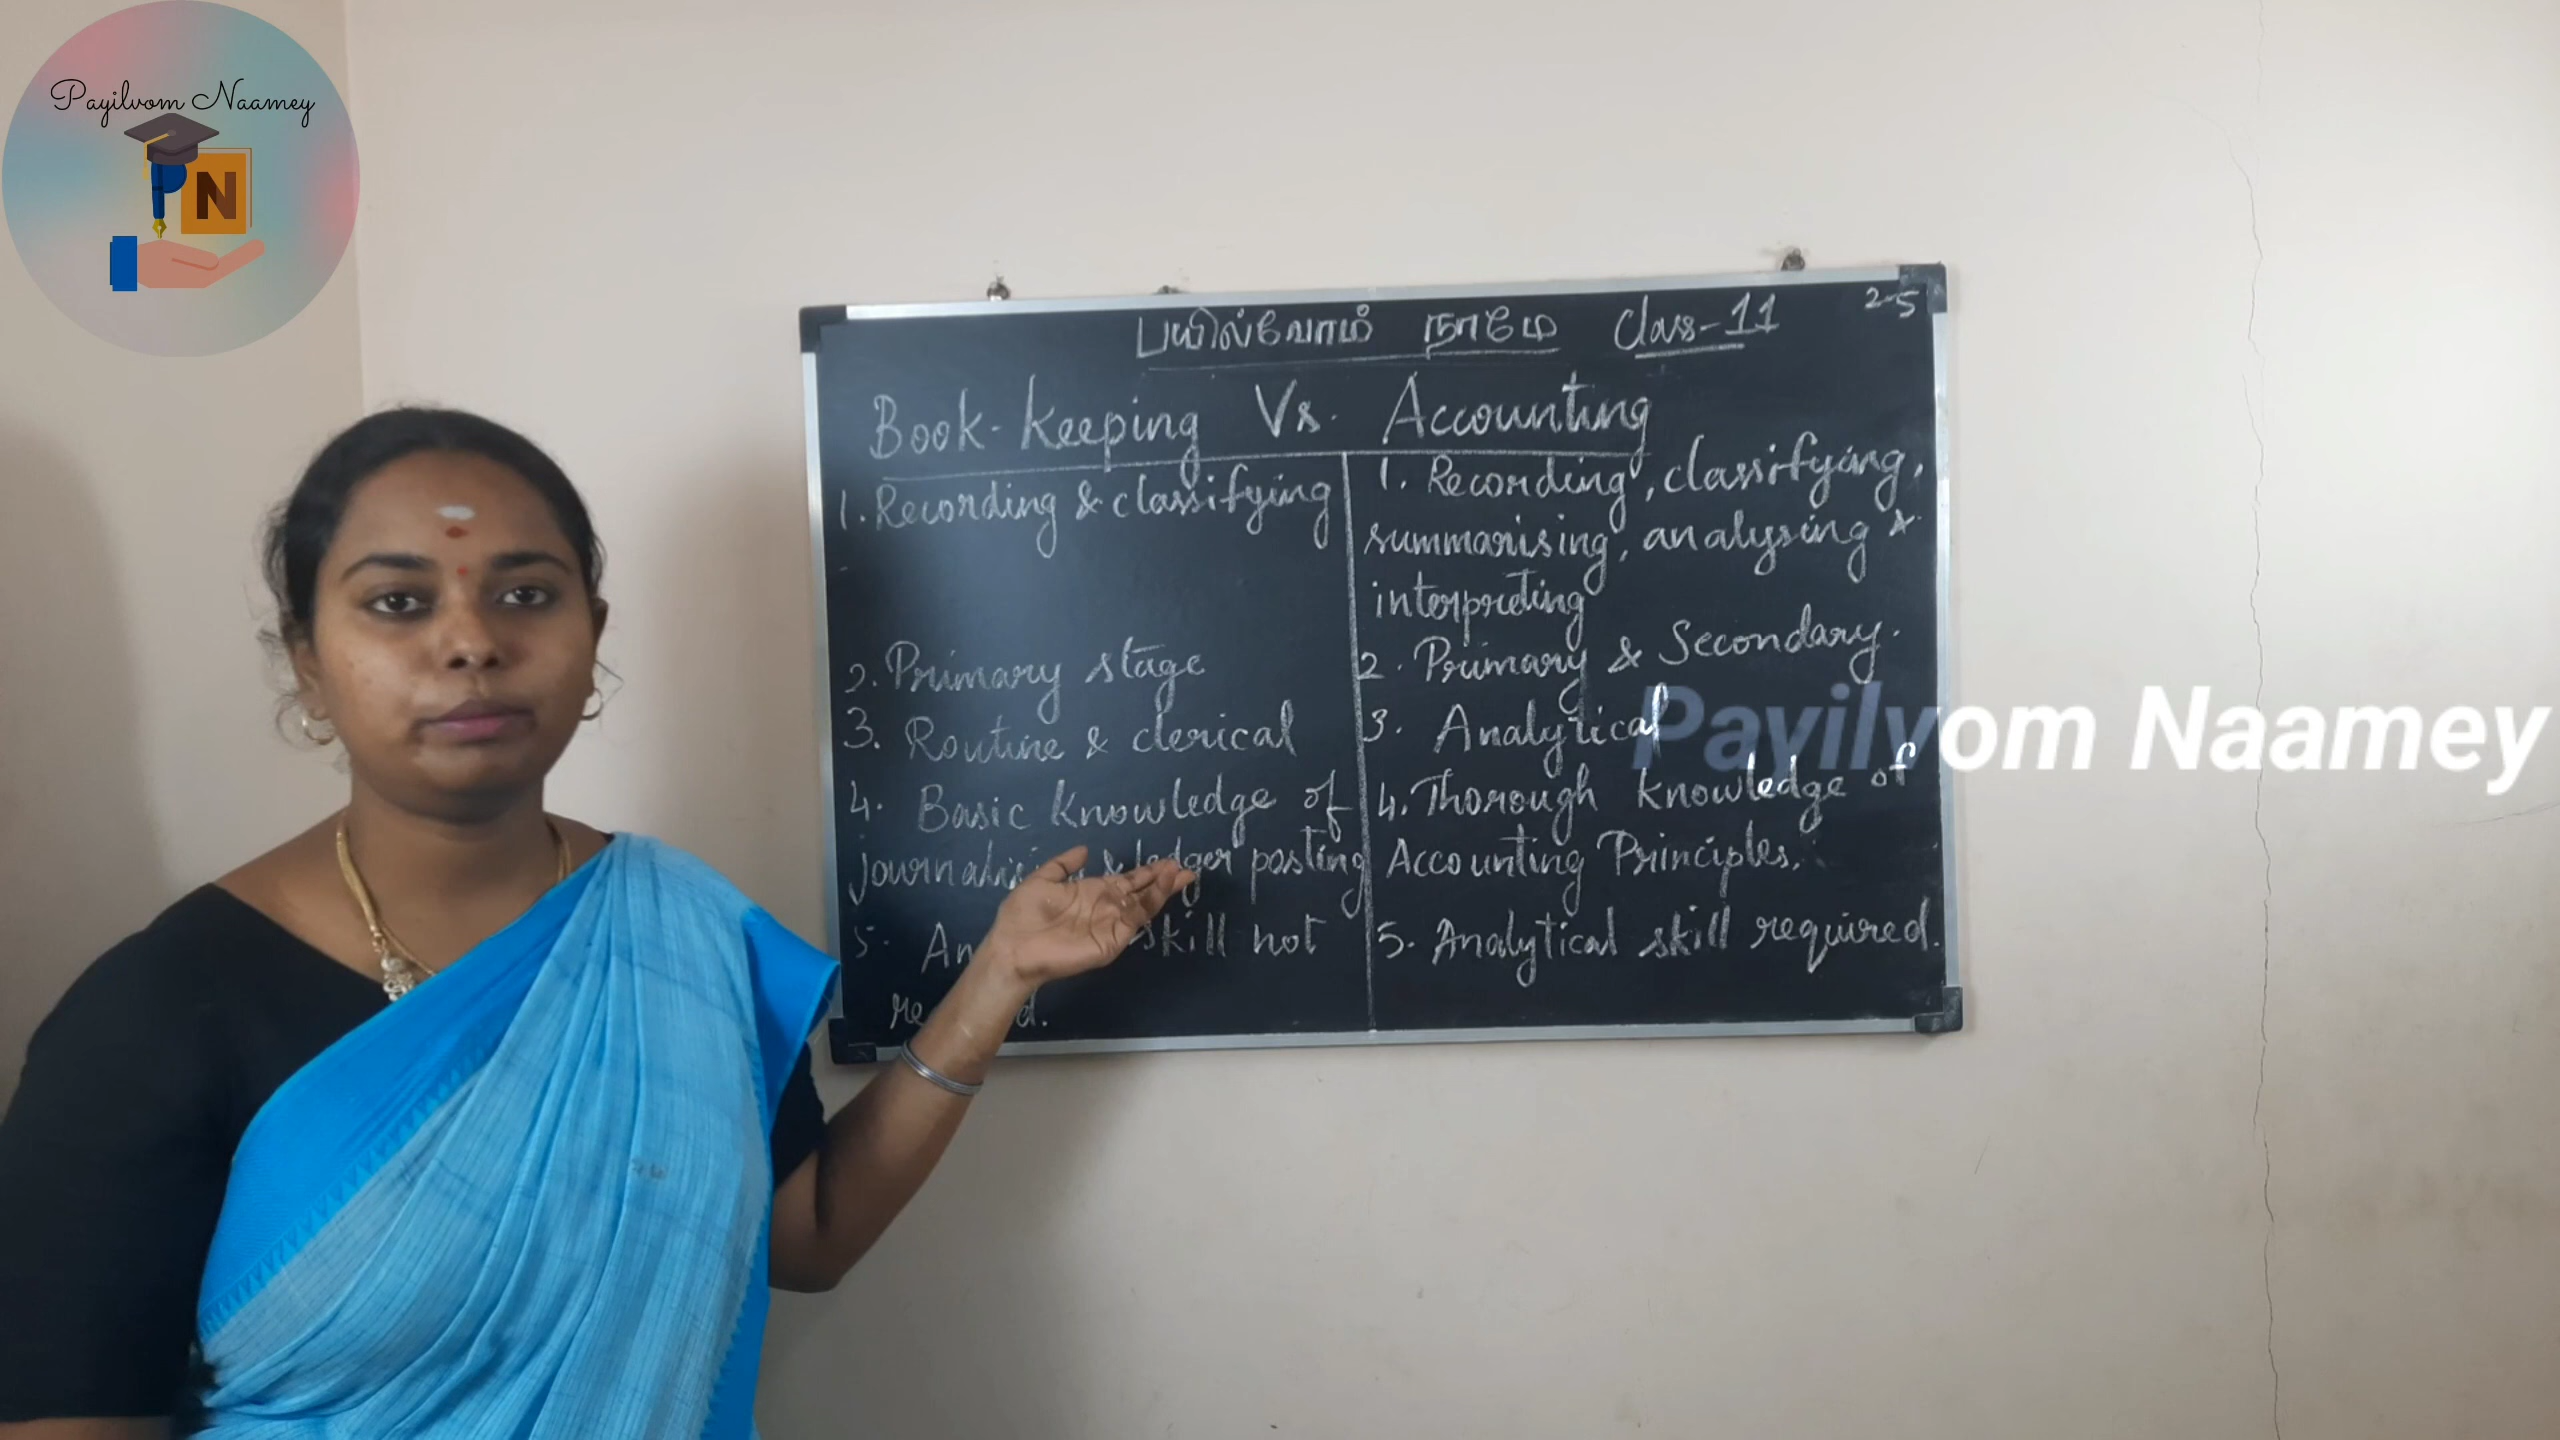 Payilvom Naamey
P N
பயில்வோம் நாமே Class-11 2-5
Book-keeping Vs. Accounting
1. Recording & classifying
2. Primary stage
3. Routine & clerical
4. Basic knowledge of
& ledger posting
5. skill not
1. Recording, classifying,
summarising, analysing &
interpreting
2. Primary & Secondary.
3. Analytical
4. Thorough knowledge of
Accounting Principles.
5. Analytical skill required.
Payilvom Naamey